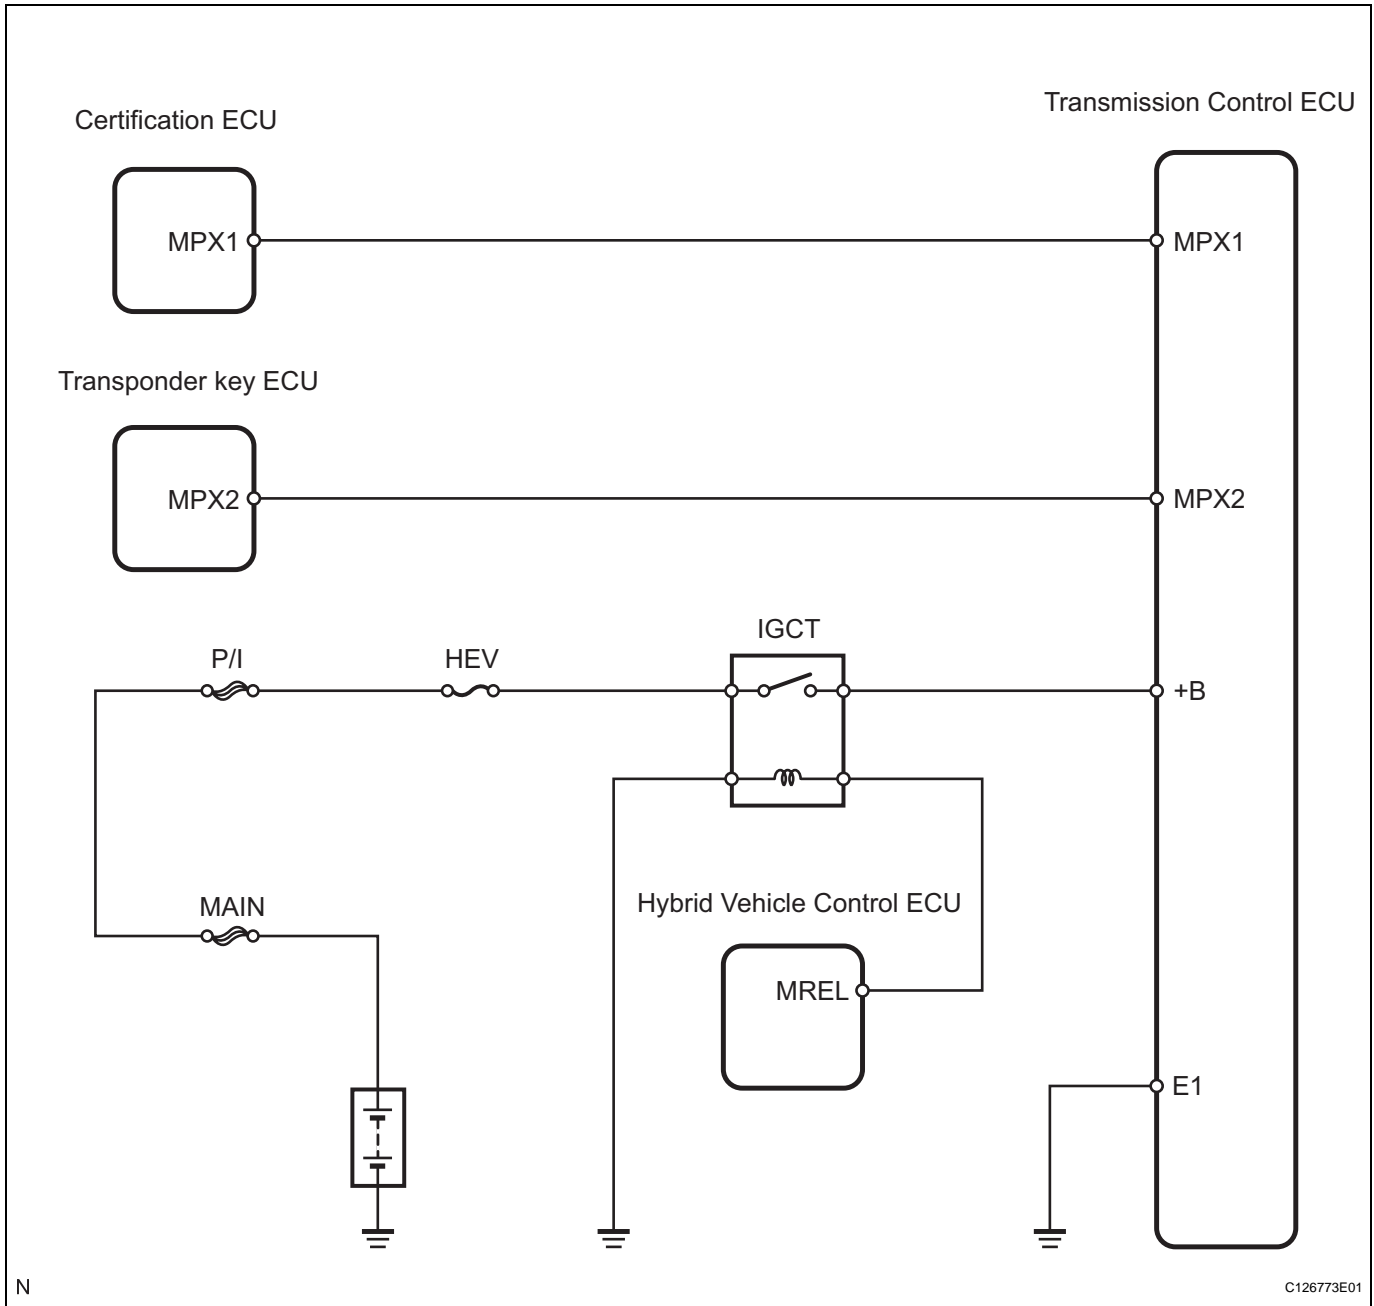 Transmission Control ECU
Certification ECU
MPX1
MPX1
Transponder key ECU
MPX2
MPX2
IGCT
P/I
HEV
+B
Hybrid Vehicle Control ECU
MAIN
MREL
E1
N
C126773E01